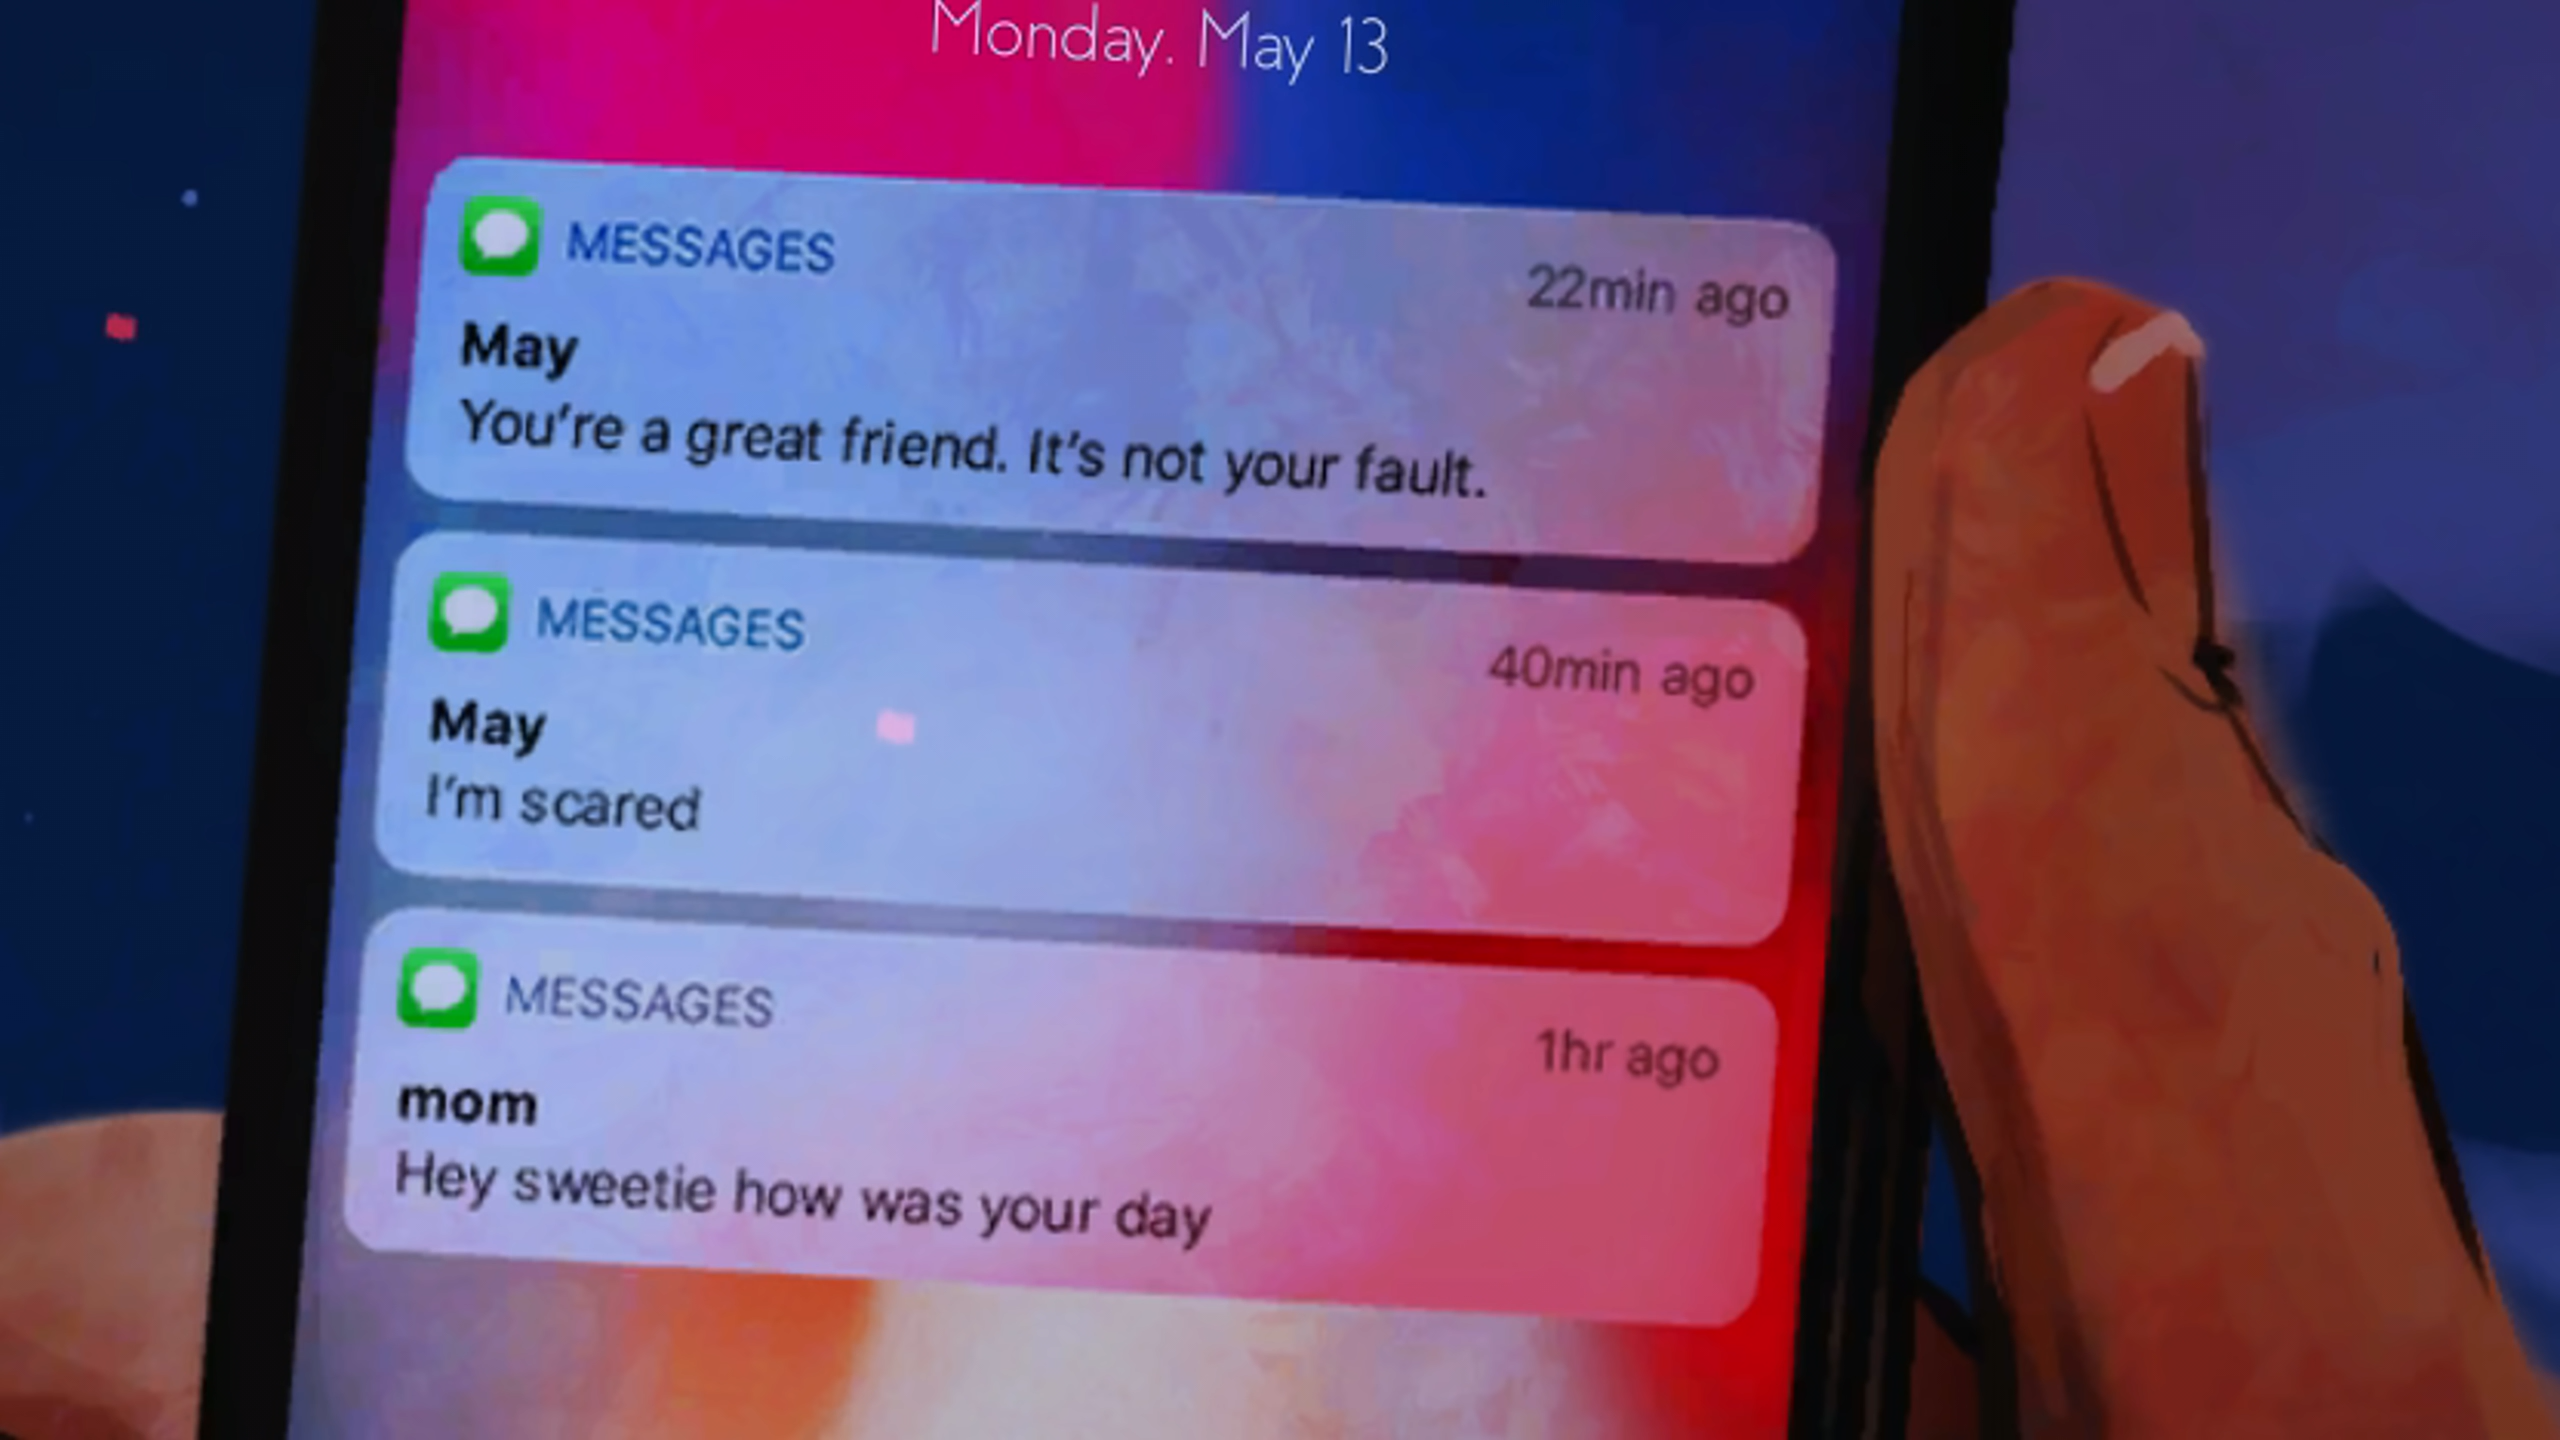 Monday. May 13
MESSAGES
22min ago
May
You're a great friend. It's not your fault.
MESSAGES
40min ago
May
I'm scared
MESSAGES
1hr ago
mom
Hey sweetie how was your day